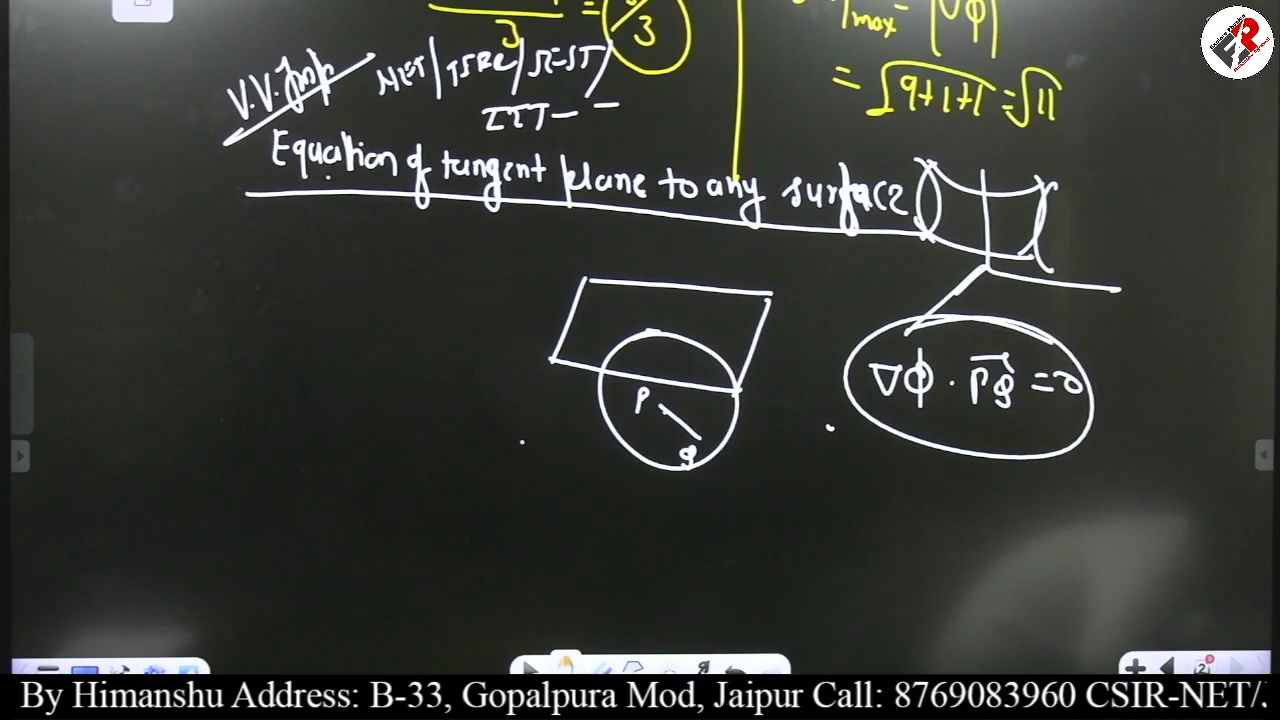 3 = 3
max = |∇φ|
= √9+1+1 = √11
V.V.Imp NET/JEST/
Equation of tangent plane to any surface
P
Q
∇φ · PQ = 0
By Himanshu Address: B-33, Gopalpura Mod, Jaipur Call: 8769083960 CSIR-NET/